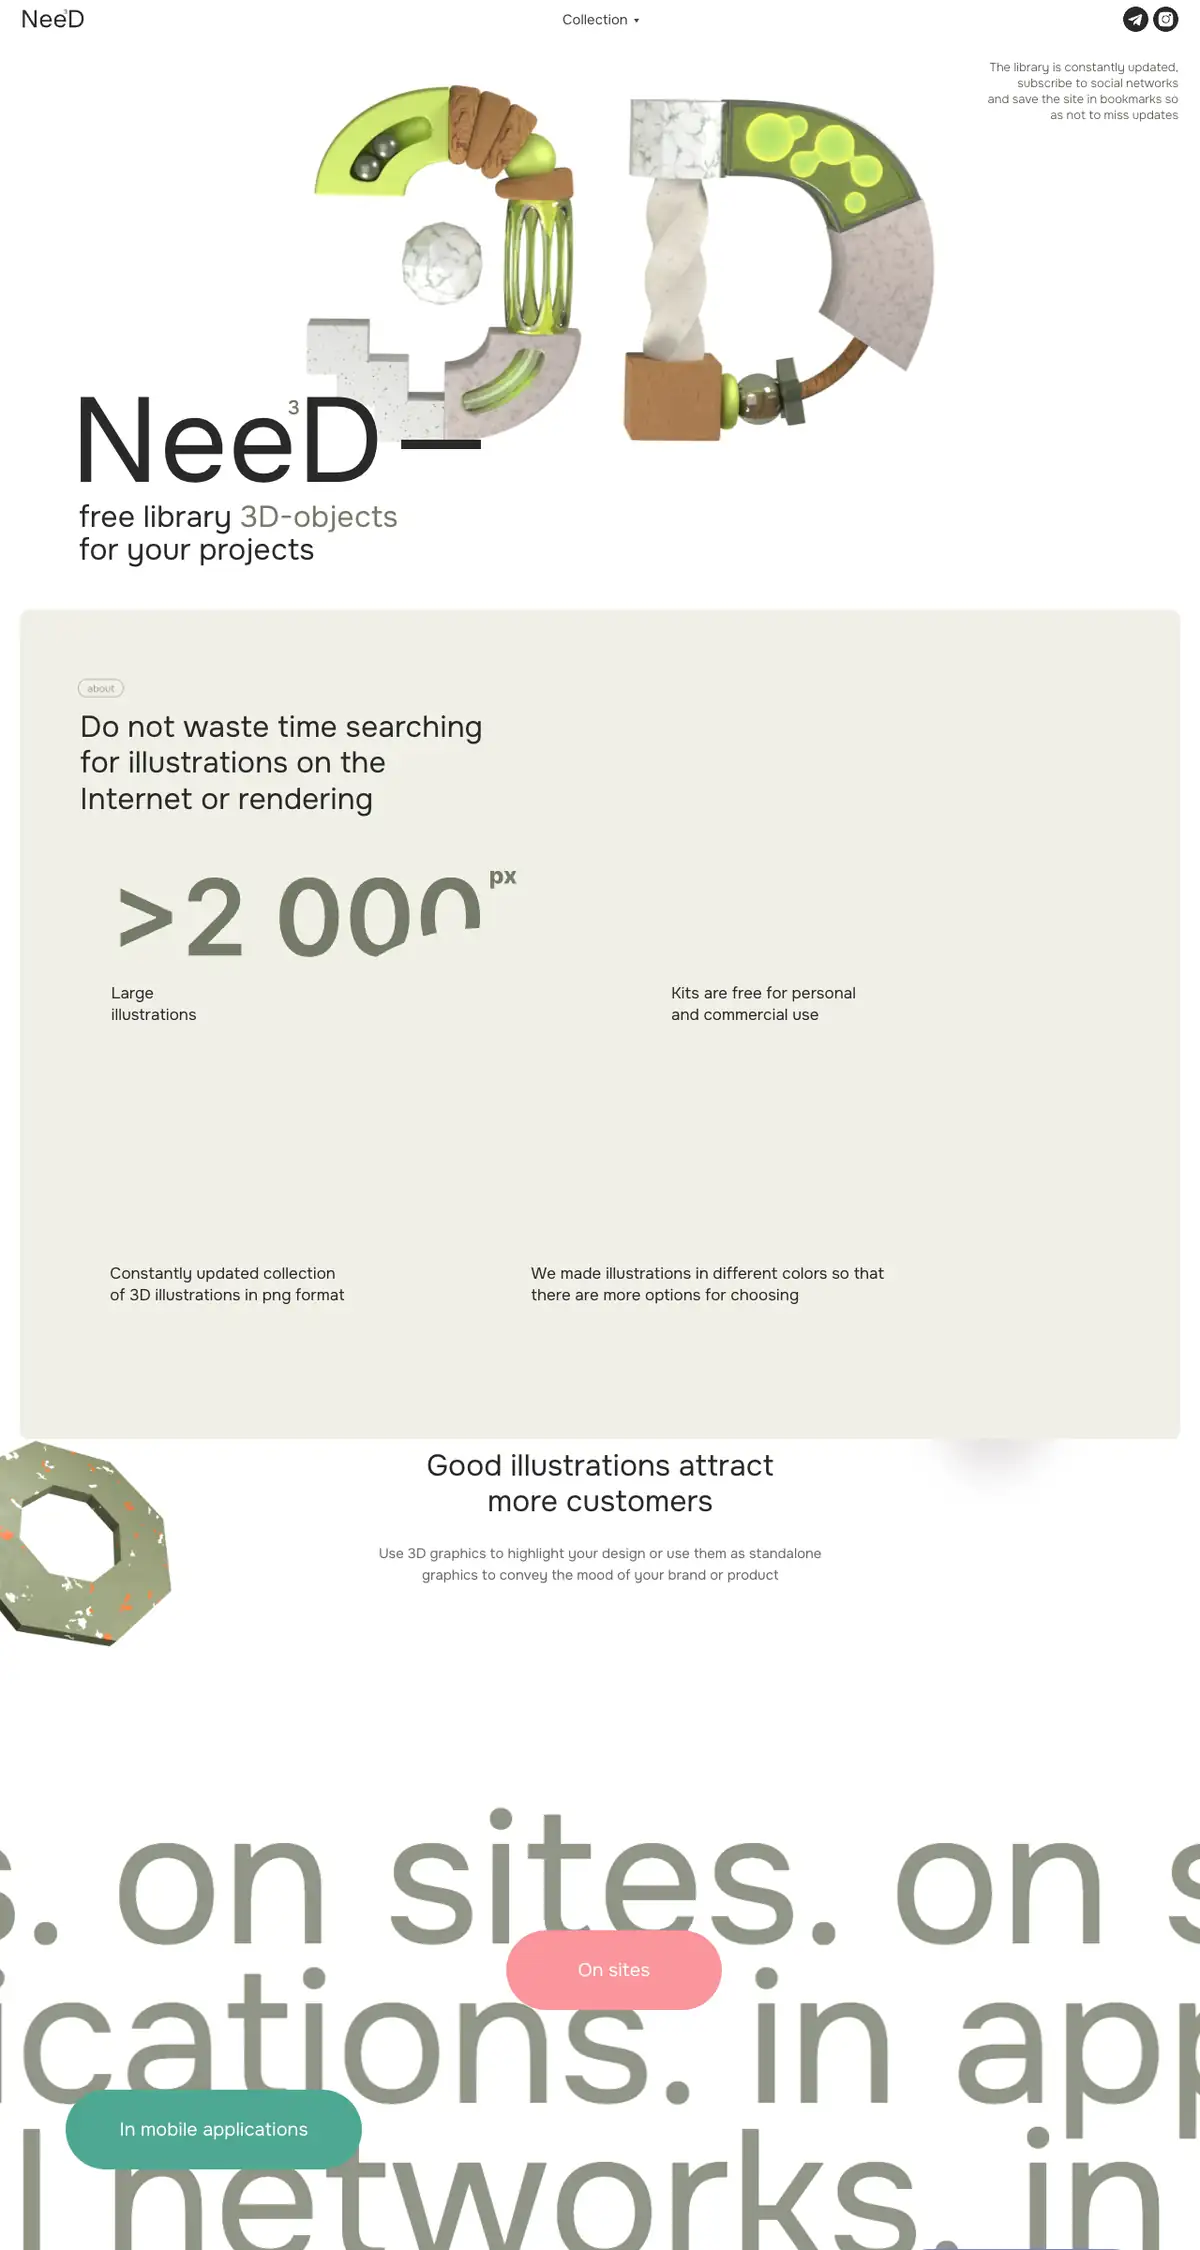 Nee3D
Collection ▾
The library is constantly updated,
subscribe to social networks
and save the site in bookmarks so
as not to miss updates
Nee3D —
free library 3D-objects
for your projects
about
Do not waste time searching
for illustrations on the
Internet or rendering
>2 000 px
Large
illustrations
Kits are free for personal
and commercial use
Constantly updated collection
of 3D illustrations in png format
We made illustrations in different colors so that
there are more options for choosing
Good illustrations attract
more customers
Use 3D graphics to highlight your design or use them as standalone
graphics to convey the mood of your brand or product
s. on sites. on s
On sites
ications. in app
In mobile applications
l networks. in